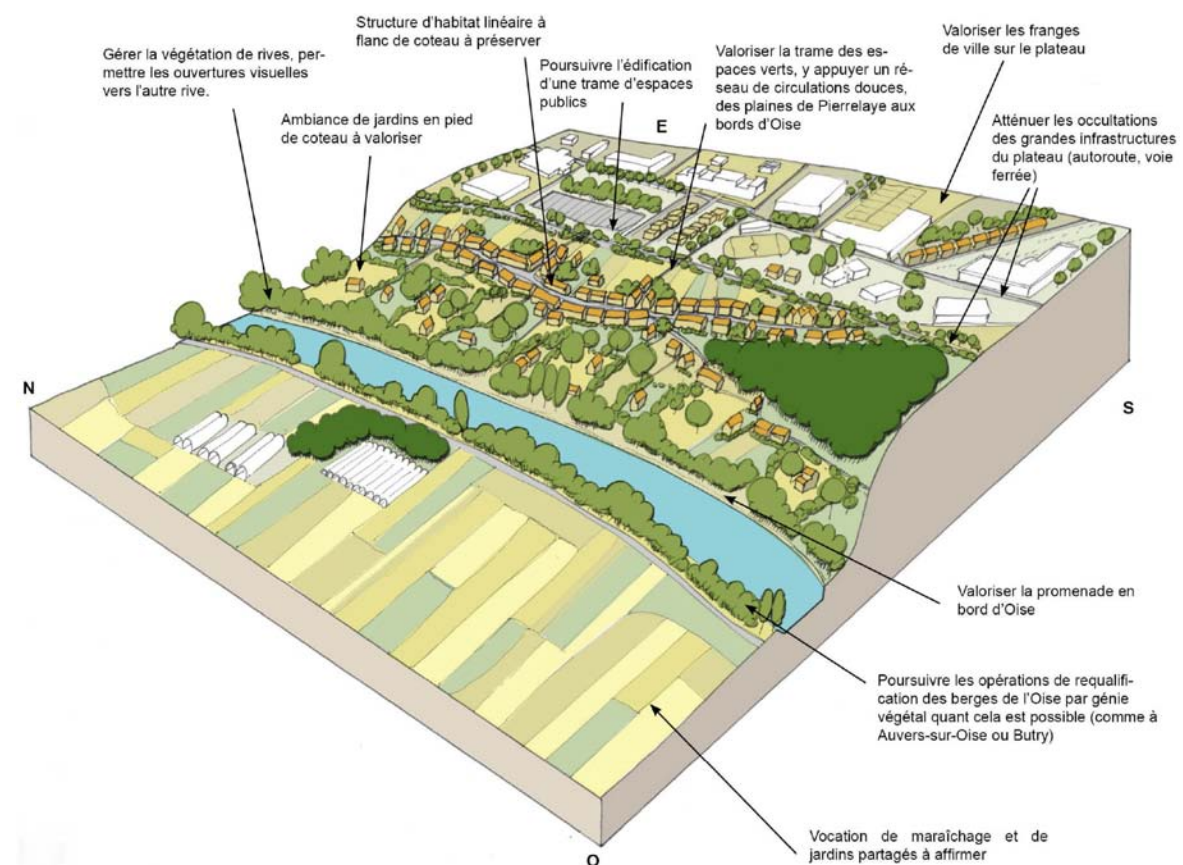 Structure d'habitat linéaire à
flanc de coteau à préserver
Gérer la végétation de rives, per-
mettre les ouvertures visuelles
vers l'autre rive.
Poursuivre l'édification
d'une trame d'espaces
publics
Valoriser la trame des es-
paces verts, y appuyer un ré-
seau de circulations douces,
des plaines de Pierrelaye aux
bords d'Oise
Valoriser les franges
de ville sur le plateau
Ambiance de jardins en pied
de coteau à valoriser
Atténuer les occultations
des grandes infrastructures
du plateau (autoroute, voie
ferrée)
E
N
S
Valoriser la promenade en
bord d'Oise
Poursuivre les opérations de requalifi-
cation des berges de l'Oise par génie
végétal quant cela est possible (comme à
Auvers-sur-Oise ou Butry)
Vocation de maraîchage et de
jardins partagés à affirmer
O